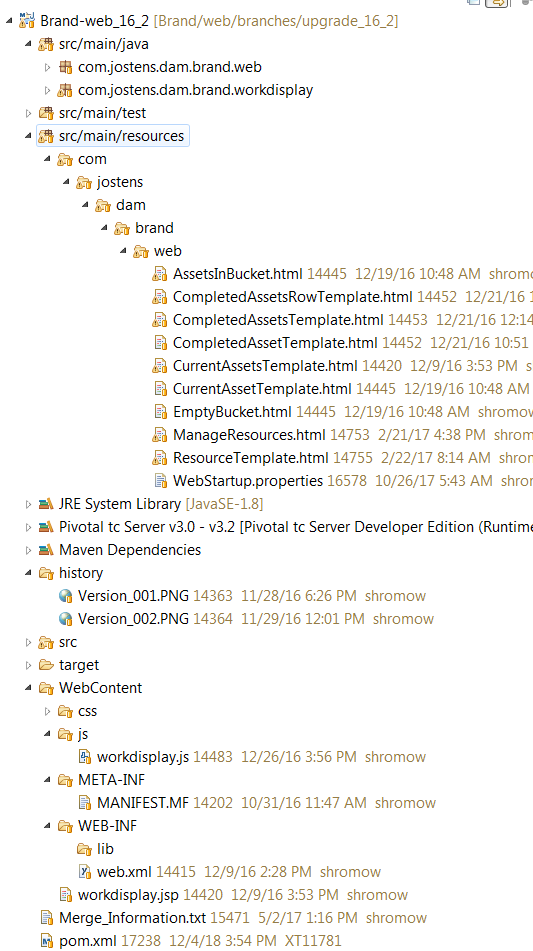 Brand-web_16_2 [Brand/web/branches/upgrade_16_2]
src/main/java
com.jostens.dam.brand.web
com.jostens.dam.brand.workdisplay
src/main/test
src/main/resources
com
jostens
dam
brand
web
AssetsInBucket.html 14445 12/19/16 10:48 AM shromo
CompletedAssetsRowTemplate.html 14452 12/21/16 1
CompletedAssetsTemplate.html 14453 12/21/16 12:14
CompletedAssetTemplate.html 14452 12/21/16 10:51
CurrentAssetsTemplate.html 14420 12/9/16 3:53 PM s
CurrentAssetTemplate.html 14445 12/19/16 10:48 AM
EmptyBucket.html 14445 12/19/16 10:48 AM shromow
ManageResources.html 14753 2/21/17 4:38 PM shrom
ResourceTemplate.html 14755 2/22/17 8:14 AM shrom
WebStartup.properties 16578 10/26/17 5:43 AM shro
JRE System Library [JavaSE-1.8]
Pivotal tc Server v3.0 - v3.2 [Pivotal tc Server Developer Edition (Runtime
Maven Dependencies
history
Version_001.PNG 14363 11/28/16 6:26 PM shromow
Version_002.PNG 14364 11/29/16 12:01 PM shromow
src
target
WebContent
css
js
workdisplay.js 14483 12/26/16 3:56 PM shromow
META-INF
MANIFEST.MF 14202 10/31/16 11:47 AM shromow
WEB-INF
lib
web.xml 14415 12/9/16 2:28 PM shromow
workdisplay.jsp 14420 12/9/16 3:53 PM shromow
Merge_Information.txt 15471 5/2/17 1:16 PM shromow
pom.xml 17238 12/4/18 3:54 PM XT11781